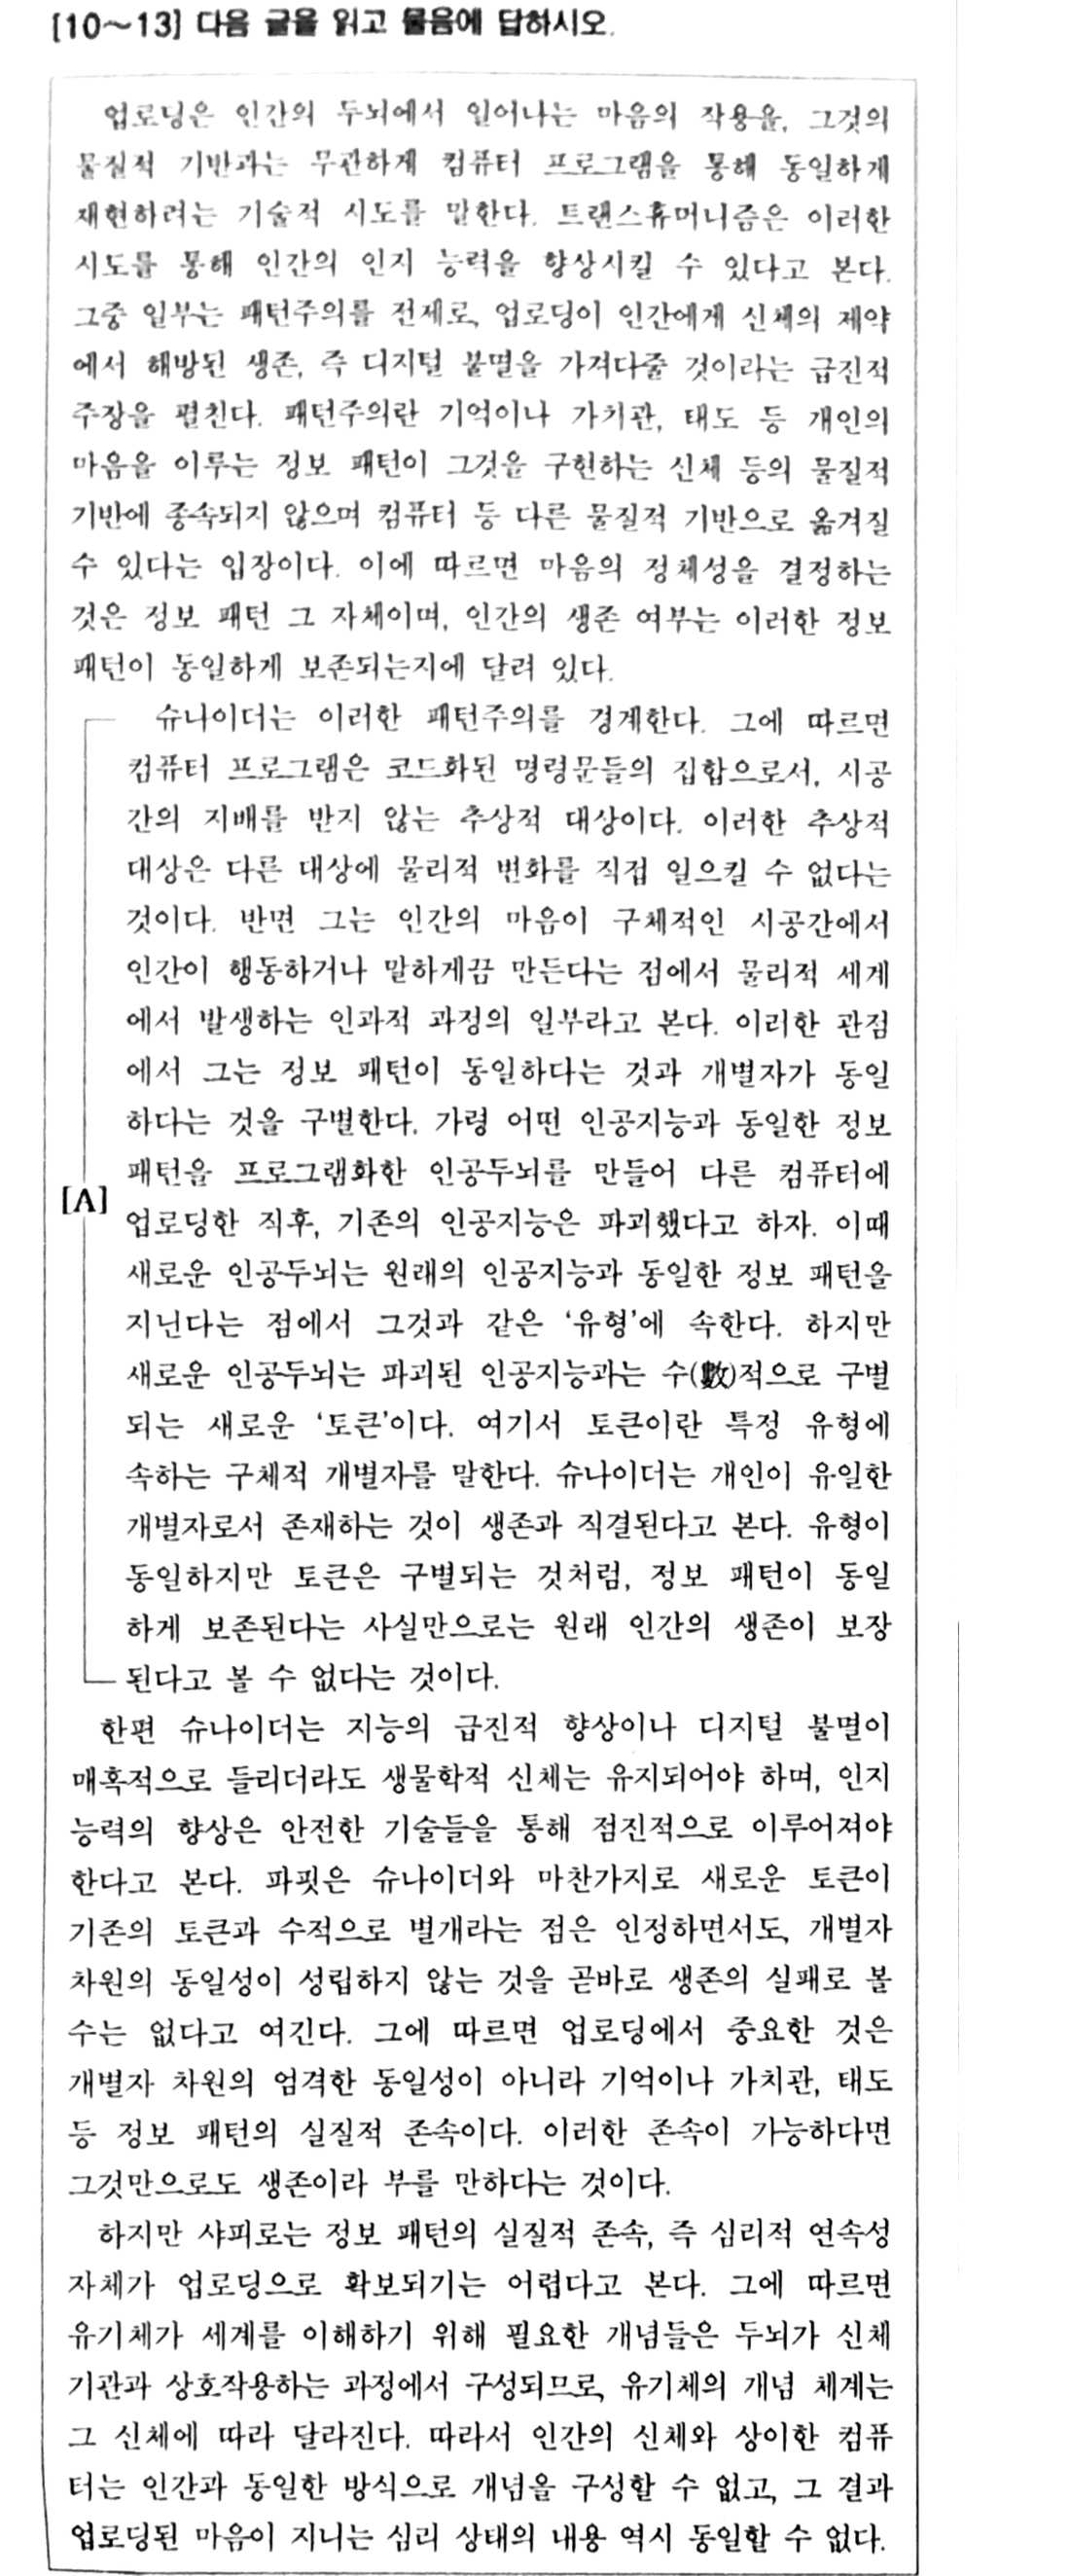 [10~13] 다음 글을 읽고 물음에 답하시오.
업로딩은 인간의 두뇌에서 일어나는 마음의 작용을, 그것의
물질적 기반과는 무관하게 컴퓨터 프로그램을 통해 동일하게
재현하려는 기술적 시도를 말한다. 트랜스휴머니즘은 이러한
시도를 통해 인간의 인지 능력을 향상시킬 수 있다고 본다.
그중 일부는 패턴주의를 전제로, 업로딩이 인간에게 신체의 제약
에서 해방된 생존, 즉 디지털 불멸을 가져다줄 것이라는 급진적
주장을 펼친다. 패턴주의란 기억이나 가치관, 태도 등 개인의
마음을 이루는 정보 패턴이 그것을 구현하는 신체 등의 물질적
기반에 종속되지 않으며 컴퓨터 등 다른 물질적 기반으로 옮겨질
수 있다는 입장이다. 이에 따르면 마음의 정체성을 결정하는
것은 정보 패턴 그 자체이며, 인간의 생존 여부는 이러한 정보
패턴이 동일하게 보존되는지에 달려 있다.
슈나이더는 이러한 패턴주의를 경계한다. 그에 따르면
컴퓨터 프로그램은 코드화된 명령문들의 집합으로서, 시공
간의 지배를 받지 않는 추상적 대상이다. 이러한 추상적
대상은 다른 대상에 물리적 변화를 직접 일으킬 수 없다는
것이다. 반면 그는 인간의 마음이 구체적인 시공간에서
인간이 행동하거나 말하게끔 만든다는 점에서 물리적 세계
에서 발생하는 인과적 과정의 일부라고 본다. 이러한 관점
에서 그는 정보 패턴이 동일하다는 것과 개별자가 동일
하다는 것을 구별한다. 가령 어떤 인공지능과 동일한 정보
패턴을 프로그램화한 인공두뇌를 만들어 다른 컴퓨터에
[A]
업로딩한 직후, 기존의 인공지능은 파괴했다고 하자. 이때
새로운 인공두뇌는 원래의 인공지능과 동일한 정보 패턴을
지닌다는 점에서 그것과 같은 ‘유형’에 속한다. 하지만
새로운 인공두뇌는 파괴된 인공지능과는 수(數)적으로 구별
되는 새로운 ‘토큰’이다. 여기서 토큰이란 특정 유형에
속하는 구체적 개별자를 말한다. 슈나이더는 개인이 유일한
개별자로서 존재하는 것이 생존과 직결된다고 본다. 유형이
동일하지만 토큰은 구별되는 것처럼, 정보 패턴이 동일
하게 보존된다는 사실만으로는 원래 인간의 생존이 보장
된다고 볼 수 없다는 것이다.
한편 슈나이더는 지능의 급진적 향상이나 디지털 불멸이
매혹적으로 들리더라도 생물학적 신체는 유지되어야 하며, 인지
능력의 향상은 안전한 기술들을 통해 점진적으로 이루어져야
한다고 본다. 파핏은 슈나이더와 마찬가지로 새로운 토큰이
기존의 토큰과 수적으로 별개라는 점은 인정하면서도, 개별자
차원의 동일성이 성립하지 않는 것을 곧바로 생존의 실패로 볼
수는 없다고 여긴다. 그에 따르면 업로딩에서 중요한 것은
개별자 차원의 엄격한 동일성이 아니라 기억이나 가치관, 태도
등 정보 패턴의 실질적 존속이다. 이러한 존속이 가능하다면
그것만으로도 생존이라 부를 만하다는 것이다.
하지만 샤피로는 정보 패턴의 실질적 존속, 즉 심리적 연속성
자체가 업로딩으로 확보되기는 어렵다고 본다. 그에 따르면
유기체가 세계를 이해하기 위해 필요한 개념들은 두뇌가 신체
기관과 상호작용하는 과정에서 구성되므로, 유기체의 개념 체계는
그 신체에 따라 달라진다. 따라서 인간의 신체와 상이한 컴퓨
터는 인간과 동일한 방식으로 개념을 구성할 수 없고, 그 결과
업로딩된 마음이 지니는 심리 상태의 내용 역시 동일할 수 없다.